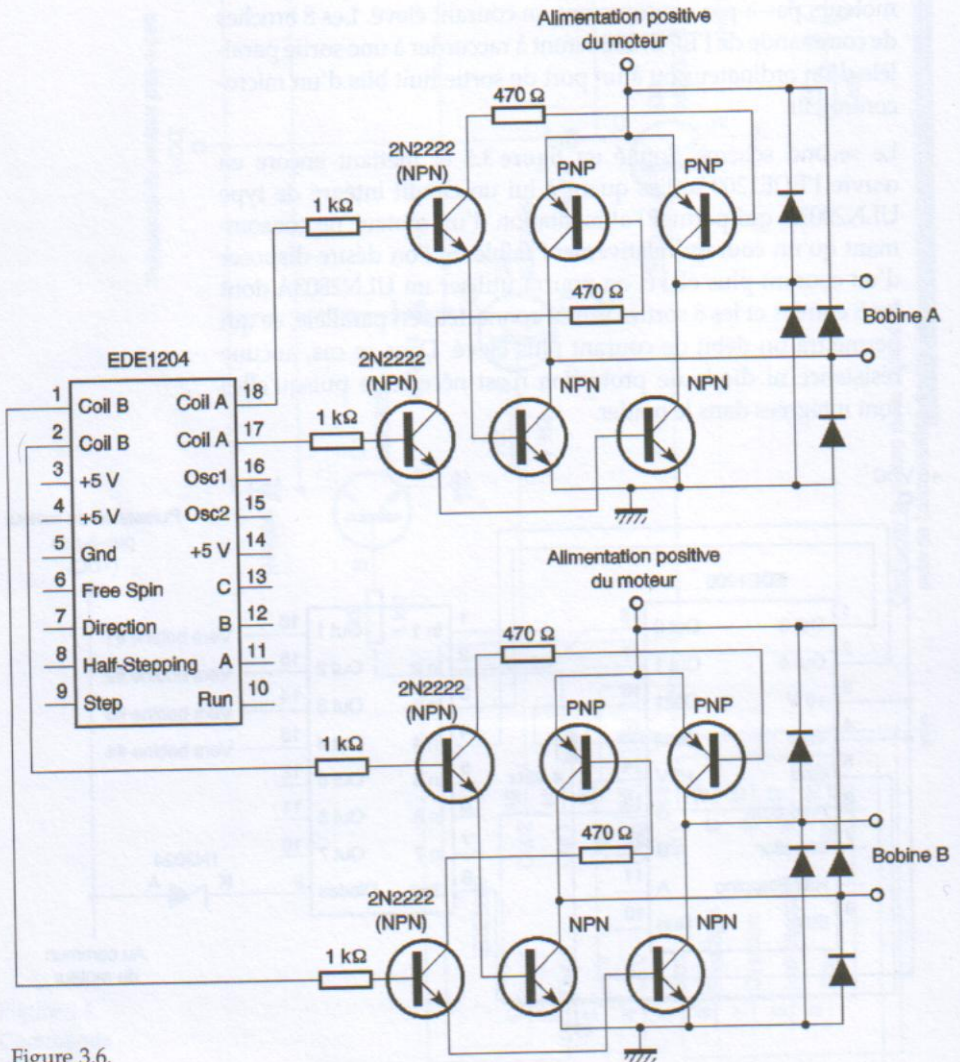 Alimentation positive
du moteur
470 Ω
2N2222
(NPN)
PNP
PNP
1 kΩ
470 Ω
Bobine A
EDE1204
2N2222
(NPN)
NPN
NPN
1 kΩ
1 Coil B
Coil A 18
2 Coil B
Coil A 17
3 +5 V
Osc1 16
4 +5 V
Osc2 15
5 Gnd
+5 V 14
6 Free Spin
C 13
7 Direction
B 12
8 Half-Stepping
A 11
9 Step
Run 10
Alimentation positive
du moteur
470 Ω
2N2222
(NPN)
PNP
PNP
1 kΩ
470 Ω
Bobine B
2N2222
(NPN)
NPN
NPN
1 kΩ
Figure 3.6.